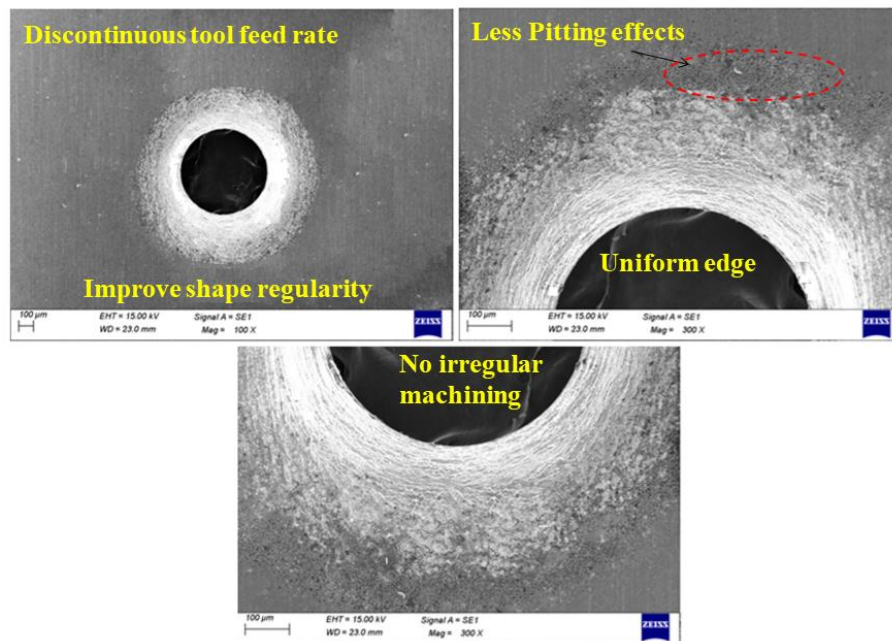 Discontinuous tool feed rate
Improve shape regularity
100 µm
EHT = 15.00 kV
Signal A = SE1
WD = 23.0 mm
Mag = 100 X
ZEISS
Less Pitting effects
Uniform edge
100 µm
EHT = 15.00 kV
Signal A = SE1
WD = 23.0 mm
Mag = 300 X
ZEISS
No irregular
machining
100 µm
EHT = 15.00 kV
Signal A = SE1
WD = 23.0 mm
Mag = 300 X
ZEISS